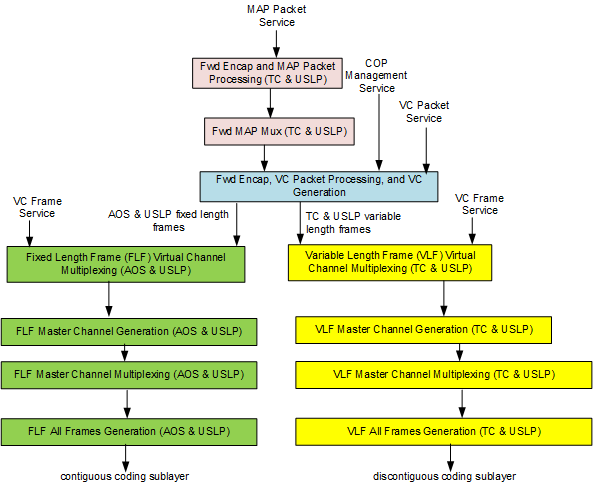 MAP Packet
Service
Fwd Encap and MAP Packet
Processing (TC & USLP)
COP
Management
Service
VC Packet
Service
Fwd MAP Mux (TC & USLP)
Fwd Encap, VC Packet Processing, and VC
Generation
VC Frame
Service
AOS & USLP fixed length
frames
TC & USLP variable
length frames
VC Frame
Service
Fixed Length Frame (FLF) Virtual Channel
Multiplexing (AOS & USLP)
Variable Length Frame (VLF) Virtual
Channel Multiplexing (TC & USLP)
FLF Master Channel Generation (AOS & USLP)
VLF Master Channel Generation (TC & USLP)
FLF Master Channel Multiplexing (AOS & USLP)
VLF Master Channel Multiplexing (TC & USLP)
FLF All Frames Generation (AOS & USLP)
VLF All Frames Generation (TC & USLP)
contiguous coding sublayer
discontiguous coding sublayer